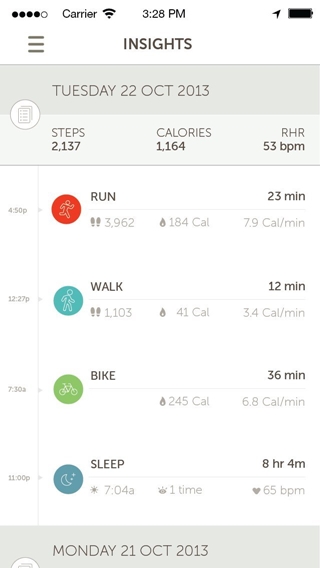 Carrier 3:28 PM
INSIGHTS
TUESDAY 22 OCT 2013
STEPS CALORIES RHR
2,137 1,164 53 bpm
RUN 23 min
4:50p 3,962 184 Cal 7.9 Cal/min
WALK 12 min
12:27p 1,103 41 Cal 3.4 Cal/min
BIKE 36 min
7:30a 245 Cal 6.8 Cal/min
SLEEP 8 hr 4m
11:00p 7:04a 1 time 65 bpm
MONDAY 21 OCT 2013